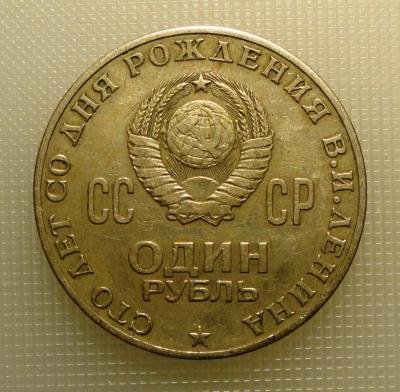 СТО ЛЕТ СО ДНЯ РОЖДЕНИЯ В.И.ЛЕНИНА
СС СР
ОДИН
РУБЛЬ